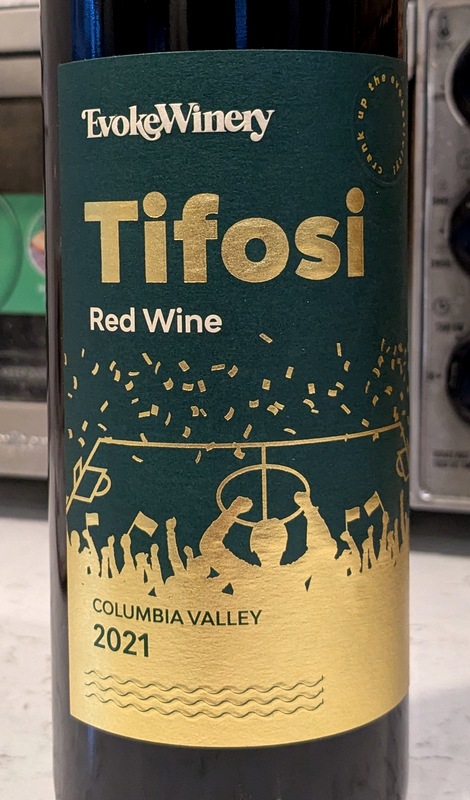 EvokeWinery
crank up the
Tifosi
Red Wine
COLUMBIA VALLEY
2021